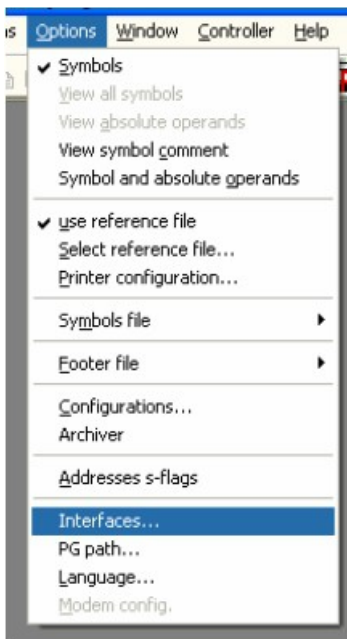 Options Window Controller Help
Symbols
View all symbols
View absolute operands
View symbol comment
Symbol and absolute operands
use reference file
Select reference file...
Printer configuration...
Symbols file
Footer file
Configurations...
Archiver
Addresses s-flags
Interfaces...
PG path...
Language...
Modem config.